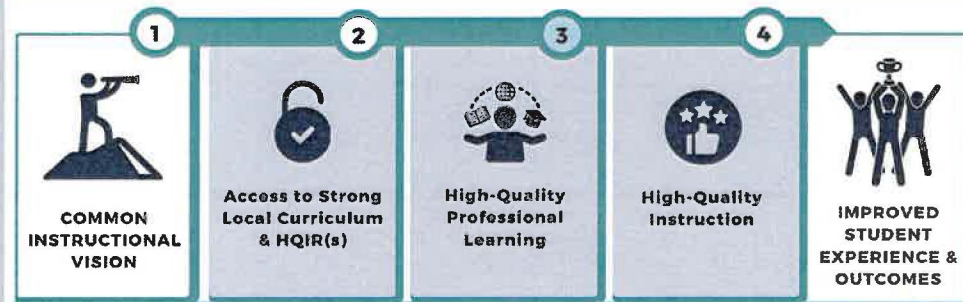 1
2
3
4
COMMON
INSTRUCTIONAL
VISION
Access to Strong
Local Curriculum
& HQIR(s)
High-Quality
Professional
Learning
High-Quality
Instruction
IMPROVED
STUDENT
EXPERIENCE &
OUTCOMES